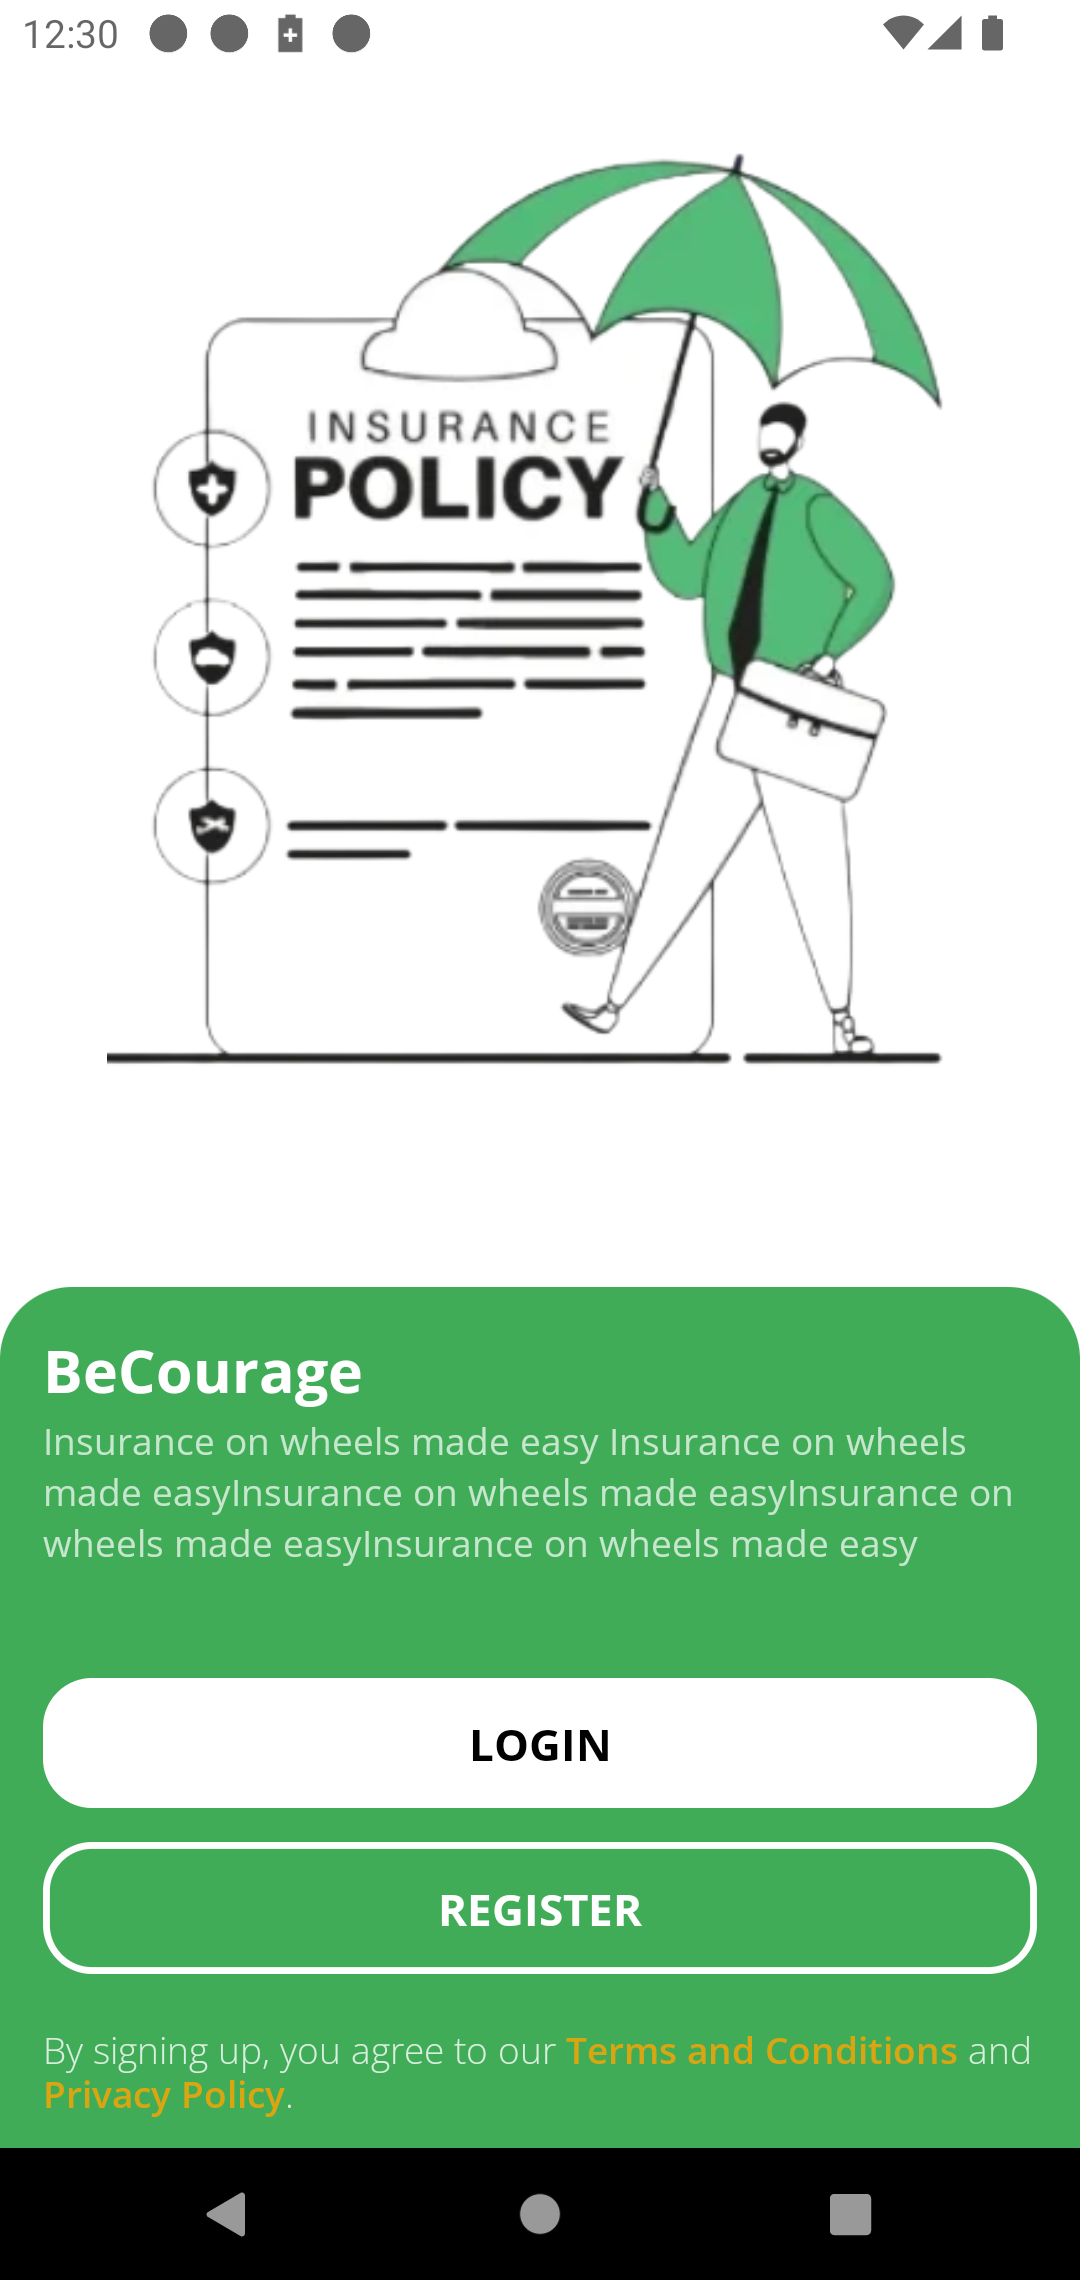 12:30
INSURANCE
POLICY
BeCourage
Insurance on wheels made easy Insurance on wheels
made easyInsurance on wheels made easyInsurance on
wheels made easyInsurance on wheels made easy
LOGIN
REGISTER
By signing up, you agree to our Terms and Conditions and
Privacy Policy.